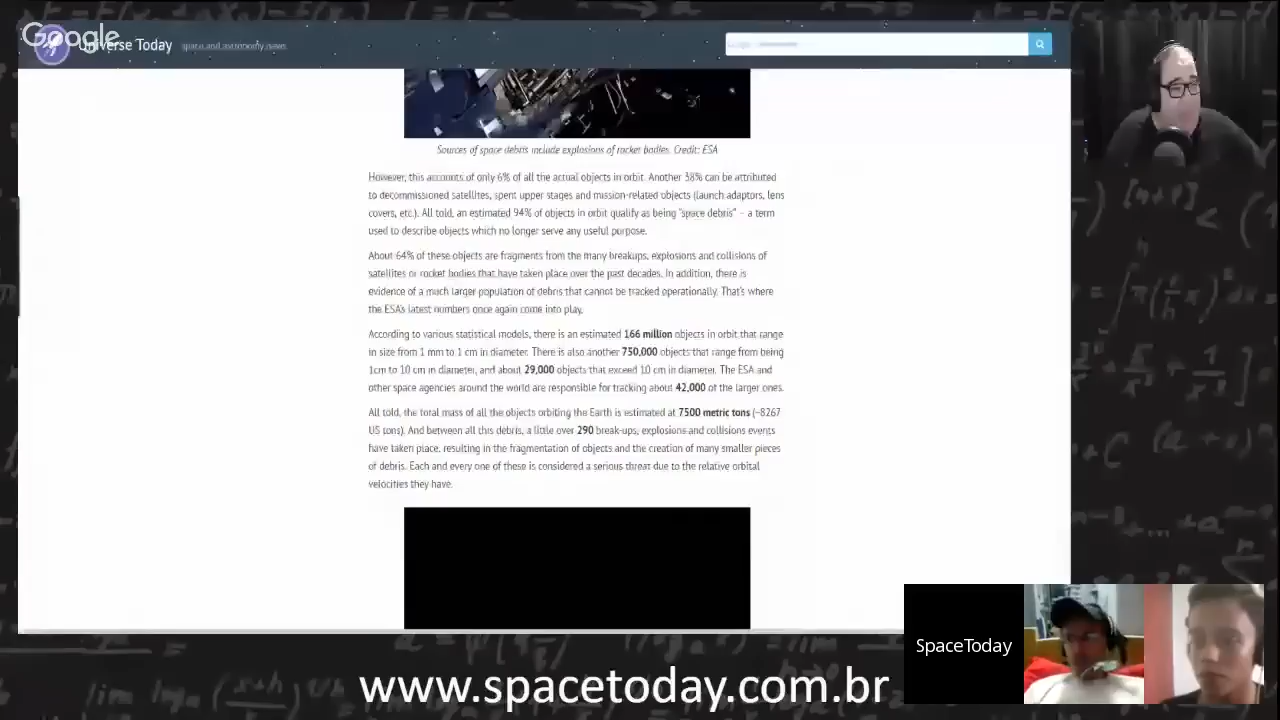 Google
Universe Today
space and astronomy news
Sources of space debris include explosions of rocket bodies. Credit: ESA
However, this accounts of only 6% of all the actual objects in orbit. Another 38% can be attributed
to decommissioned satellites, spent upper stages and mission-related objects (launch adaptors, lens
covers, etc.). All told, an estimated 94% of objects in orbit qualify as being "space debris" – a term
used to describe objects which no longer serve any useful purpose.
About 64% of these objects are fragments from the many breakups, explosions and collisions of
satellites or rocket bodies that have taken place over the past decades. In addition, there is
evidence of a much larger population of debris that cannot be tracked operationally. That's where
the ESA's latest numbers once again come into play.
According to various statistical models, there is an estimated 166 million objects in orbit that range
in size from 1 mm to 1 cm in diameter. There is also another 750,000 objects that range from being
1cm to 10 cm in diameter, and about 29,000 objects that exceed 10 cm in diameter. The ESA and
other space agencies around the world are responsible for tracking about 42,000 of the larger ones.
All told, the total mass of all the objects orbiting the Earth is estimated at 7500 metric tons (~8267
US tons). And between all this debris, a little over 290 break-ups, explosions and collisions events
have taken place, resulting in the fragmentation of objects and the creation of many smaller pieces
of debris. Each and every one of these is considered a serious threat due to the relative orbital
velocities they have.
SpaceToday
www.spacetoday.com.br